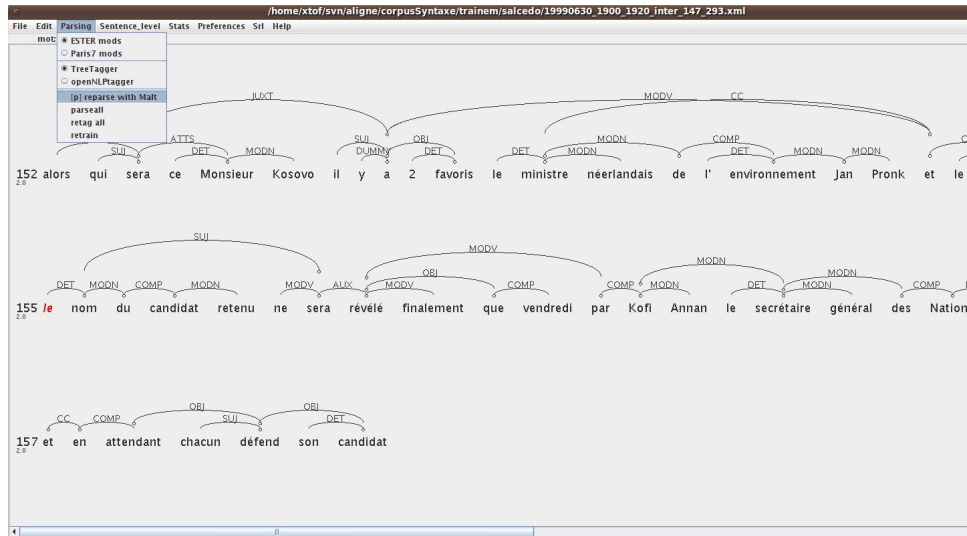 /home/xtof/svn/aligne/corpusSyntaxe/trainem/salcedo/19990630_1900_1920_inter_147_293.xml
File Edit Parsing Sentence_level Stats Preferences Srl Help
mot:
ESTER mods
Paris7 mods
TreeTagger
openNLPtagger
[p] reparse with Malt
parseall
retag all
retrain
JUXT MODV CC
ATTS SUJ OBJ MODN COMP
SUJ DET MODN DUMMY DET DET MODN DET MODN MODN
152 alors qui sera ce Monsieur Kosovo il y a 2 favoris le ministre néerlandais de l' environnement Jan Pronk et le
2.0
SUJ
MODV
OBJ MODN MODN
DET MODN COMP MODN MODV AUX MODV COMP COMP MODN DET MODN COMP
155 le nom du candidat retenu ne sera révélé finalement que vendredi par Kofi Annan le secrétaire général des Nation
2.0
OBJ OBJ
CC COMP SUJ DET
157 et en attendant chacun défend son candidat
2.0